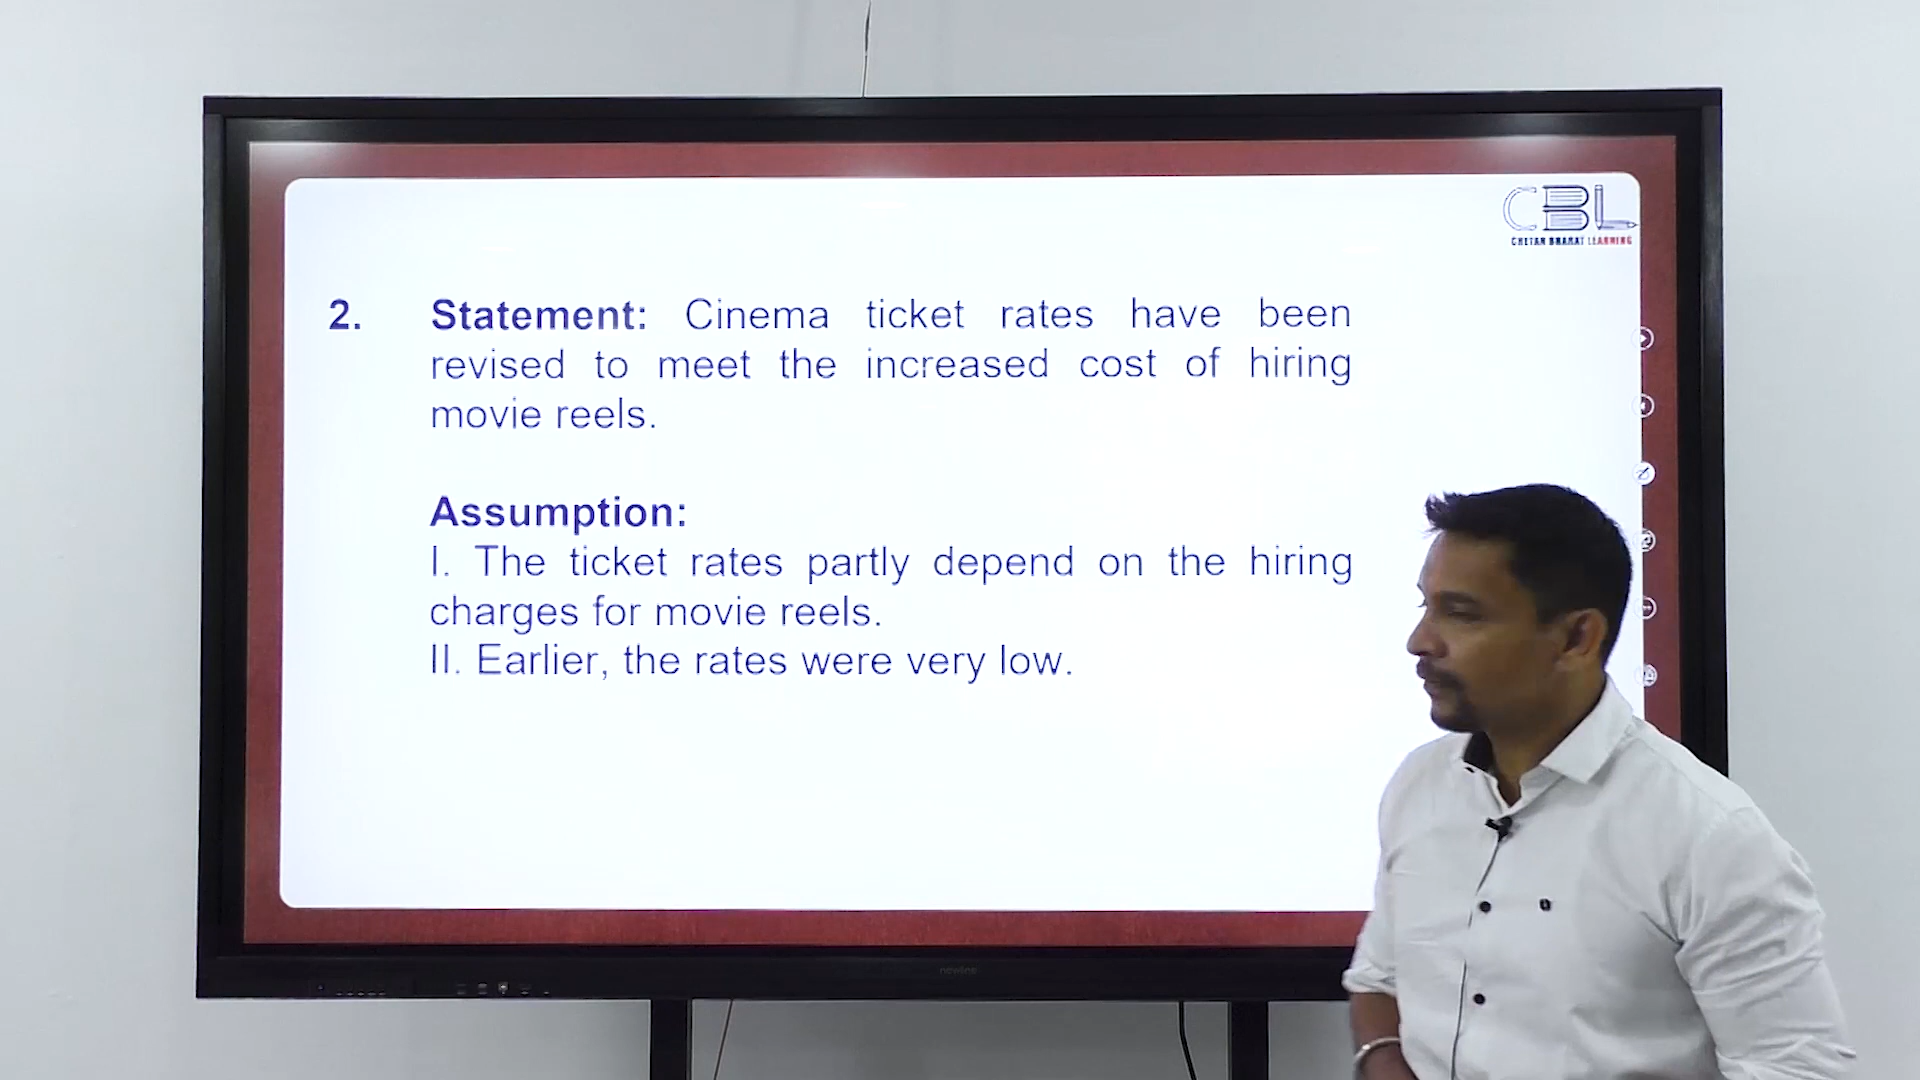 CBL
CHETAN BHARAT LEARNING
2. Statement: Cinema ticket rates have been
revised to meet the increased cost of hiring
movie reels.
Assumption:
I. The ticket rates partly depend on the hiring
charges for movie reels.
II. Earlier, the rates were very low.
newline